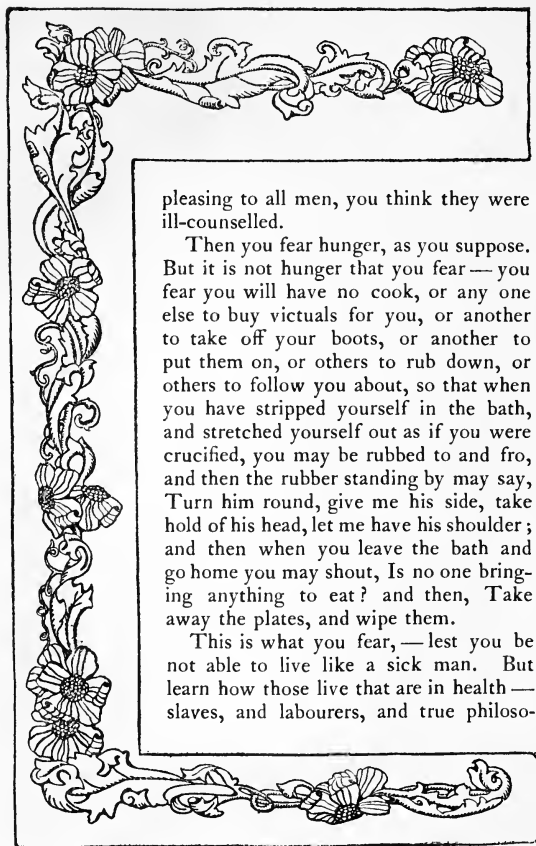 pleasing to all men, you think they were
ill-counselled.
Then you fear hunger, as you suppose.
But it is not hunger that you fear — you
fear you will have no cook, or any one
else to buy victuals for you, or another
to take off your boots, or another to
put them on, or others to rub down, or
others to follow you about, so that when
you have stripped yourself in the bath,
and stretched yourself out as if you were
crucified, you may be rubbed to and fro,
and then the rubber standing by may say,
Turn him round, give me his side, take
hold of his head, let me have his shoulder;
and then when you leave the bath and
go home you may shout, Is no one bring-
ing anything to eat? and then, Take
away the plates, and wipe them.
This is what you fear, — lest you be
not able to live like a sick man. But
learn how those live that are in health —
slaves, and labourers, and true philoso-